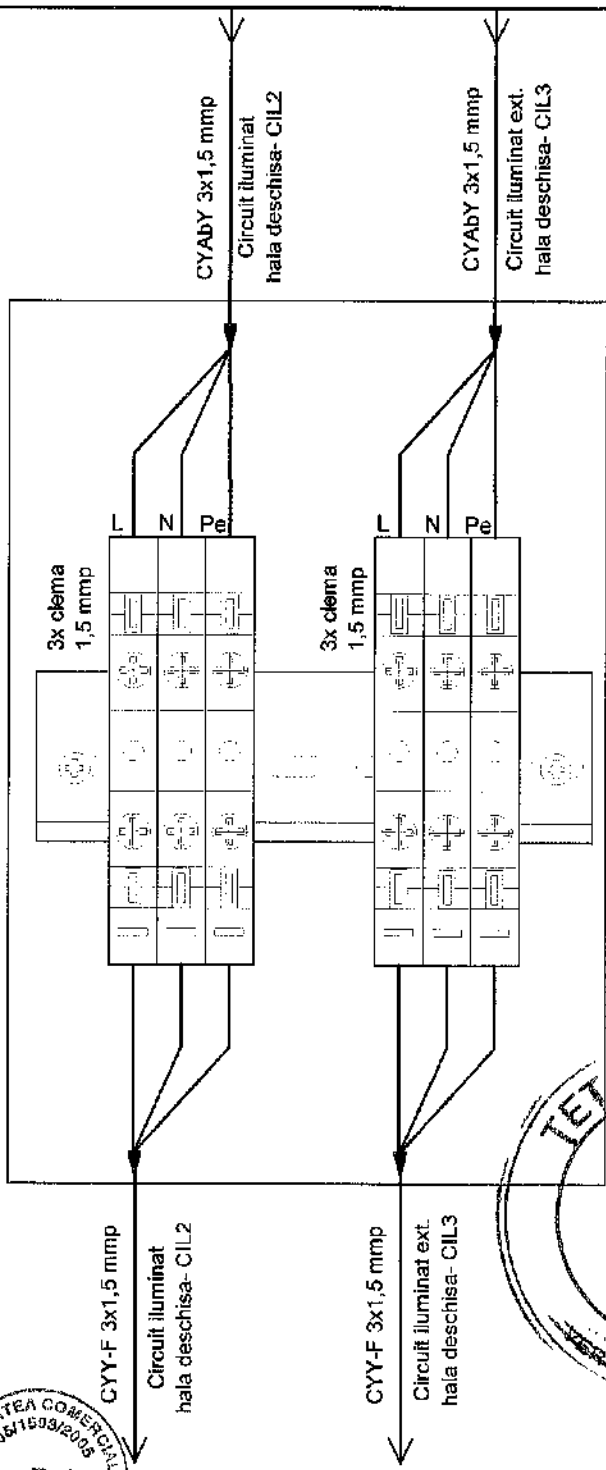 CYAbY 3x1,5 mmp
Circuit iluminat
hala deschisa- CIL2
CYAbY 3x1,5 mmp
Circuit iluminat ext.
hala deschisa- CIL3
L
N
Pe
3x clema
1,5 mmp
L
N
Pe
3x clema
1,5 mmp
CYY-F 3x1,5 mmp
Circuit iluminat
hala deschisa- CIL2
CYY-F 3x1,5 mmp
Circuit iluminat ext.
hala deschisa- CIL3